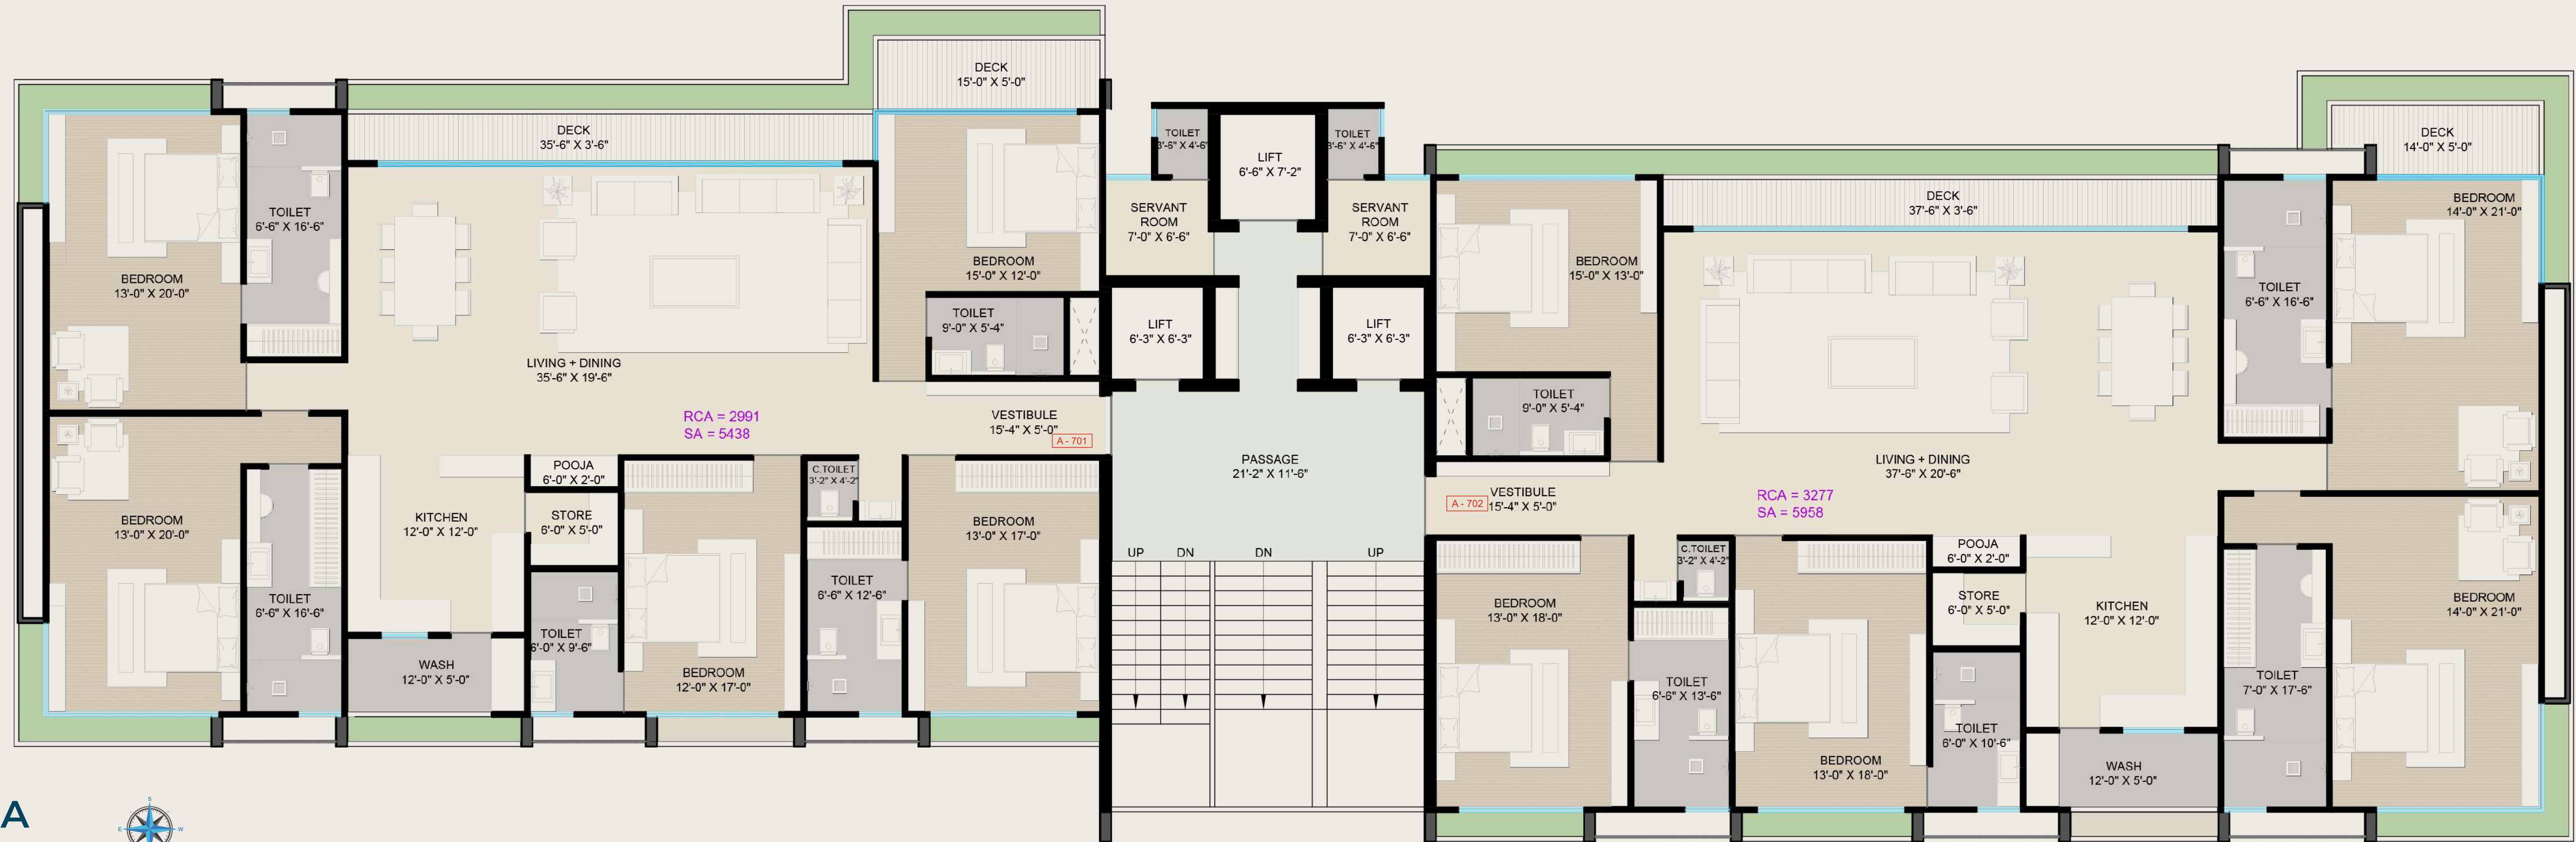 DECK
15'-0" X 5'-0"
DECK
35'-6" X 3'-6"
TOILET
6'-6" X 16'-6"
BEDROOM
13'-0" X 20'-0"
LIVING + DINING
35'-6" X 19'-6"
RCA = 2991
SA = 5438
BEDROOM
15'-0" X 12'-0"
TOILET
9'-0" X 5'-4"
VESTIBULE
15'-4" X 5'-0"
A - 701
BEDROOM
13'-0" X 20'-0"
TOILET
6'-6" X 16'-6"
KITCHEN
12'-0" X 12'-0"
WASH
12'-0" X 5'-0"
POOJA
6'-0" X 2'-0"
STORE
6'-0" X 5'-0"
TOILET
6'-0" X 9'-6"
BEDROOM
12'-0" X 17'-0"
C.TOILET
3'-2" X 4'-2"
TOILET
6'-6" X 12'-6"
BEDROOM
13'-0" X 17'-0"
TOILET
3'-6" X 4'-6"
LIFT
6'-6" X 7'-2"
TOILET
3'-6" X 4'-6"
SERVANT
ROOM
7'-0" X 6'-6"
SERVANT
ROOM
7'-0" X 6'-6"
LIFT
6'-3" X 6'-3"
LIFT
6'-3" X 6'-3"
PASSAGE
21'-2" X 11'-6"
UP DN DN UP
BEDROOM
15'-0" X 13'-0"
TOILET
9'-0" X 5'-4"
VESTIBULE
15'-4" X 5'-0"
A - 702
DECK
37'-6" X 3'-6"
LIVING + DINING
37'-6" X 20'-6"
RCA = 3277
SA = 5958
DECK
14'-0" X 5'-0"
BEDROOM
14'-0" X 21'-0"
TOILET
6'-6" X 16'-6"
BEDROOM
13'-0" X 18'-0"
C.TOILET
3'-2" X 4'-2"
TOILET
6'-6" X 13'-6"
BEDROOM
13'-0" X 18'-0"
POOJA
6'-0" X 2'-0"
STORE
6'-0" X 5'-0"
TOILET
6'-0" X 10'-6"
KITCHEN
12'-0" X 12'-0"
WASH
12'-0" X 5'-0"
TOILET
7'-0" X 17'-6"
BEDROOM
14'-0" X 21'-0"
A
S
E W